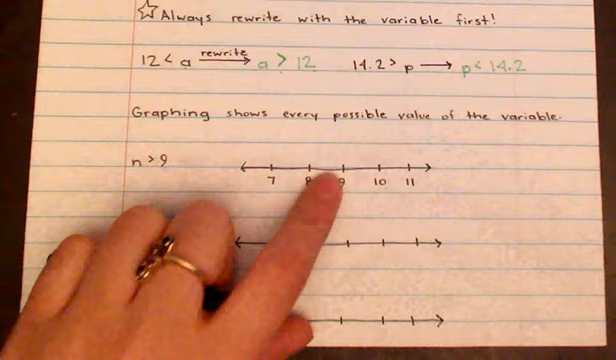 ☆ Always rewrite with the variable first!
12 < a rewrite → a > 12 14.2 > p → p < 14.2
Graphing shows every possible value of the variable.
n > 9
7 8 9 10 11